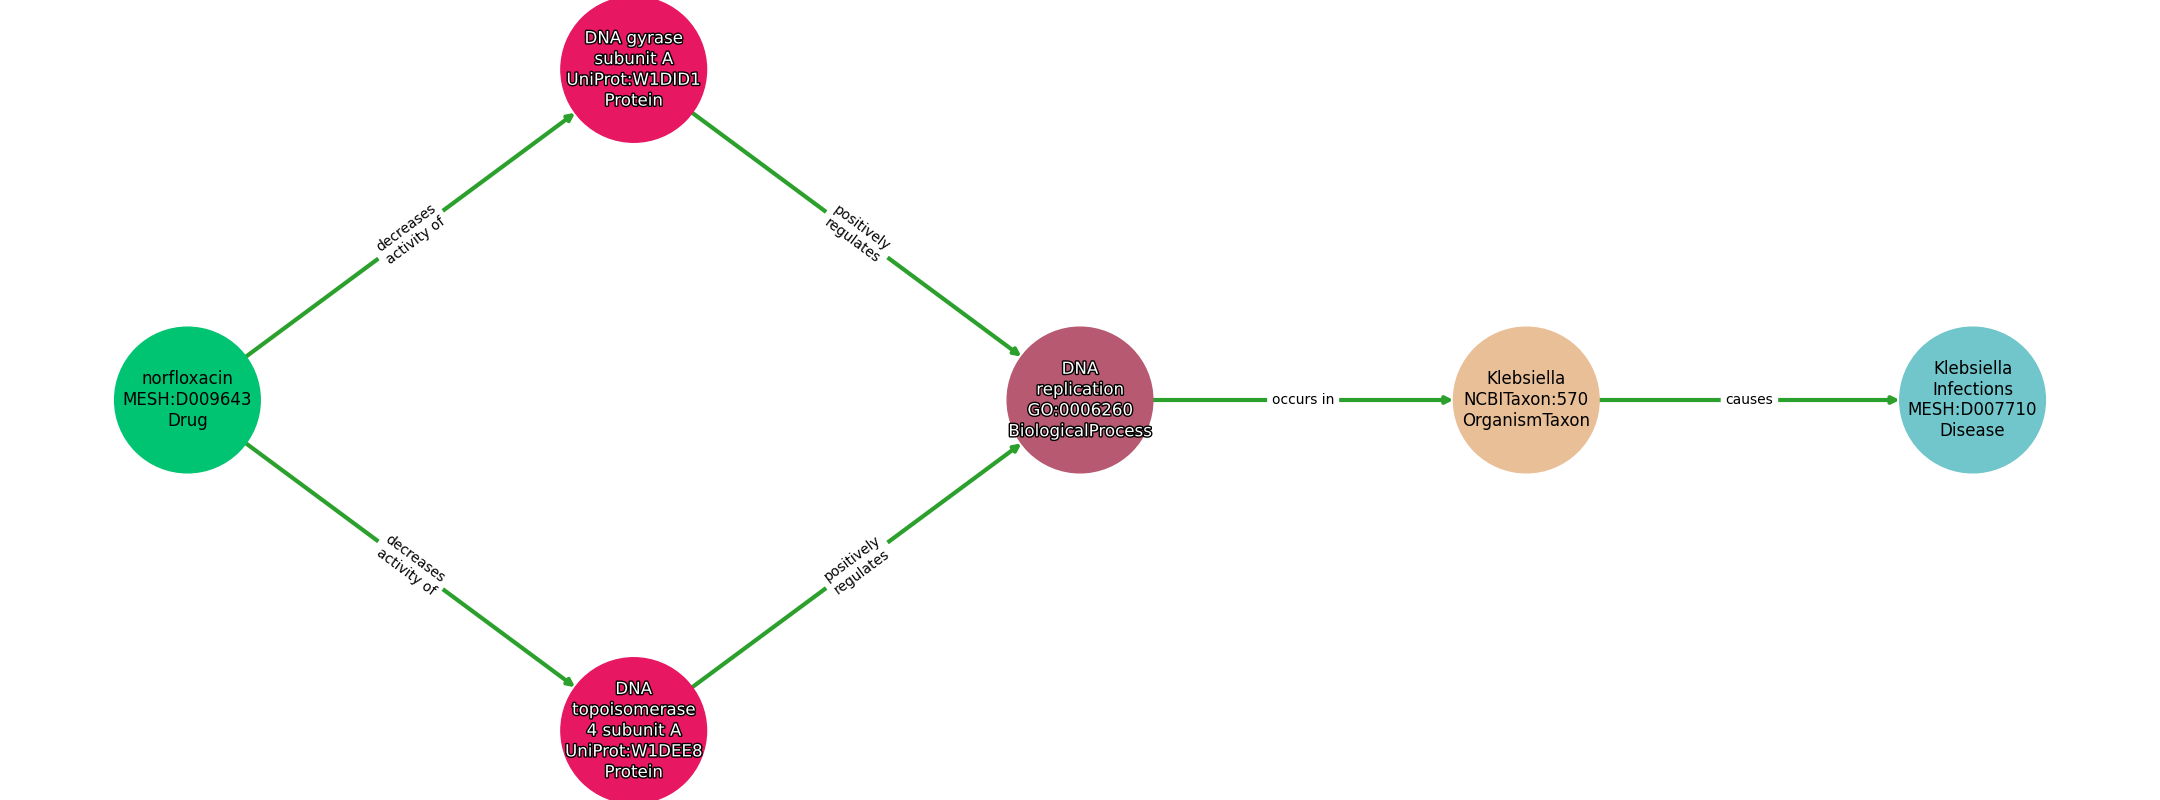 DNA gyrase
subunit A
UniProt:W1DID1
Protein
decreases
activity of
positively
regulates
norfloxacin
MESH:D009643
Drug
DNA
replication
GO:0006260
BiologicalProcess
occurs in
Klebsiella
NCBITaxon:570
OrganismTaxon
causes
Klebsiella
Infections
MESH:D007710
Disease
decreases
activity of
positively
regulates
DNA
topoisomerase
4 subunit A
UniProt:W1DEE8
Protein